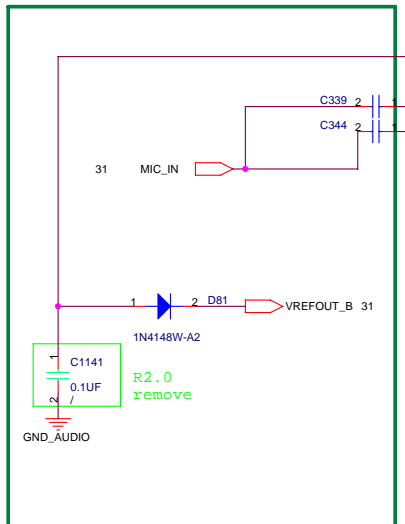 C339 2 1
C344 2 1
31 MIC_IN
1 2 D81
VREFOUT_B 31
1N4148W-A2
1
C1141
0.1UF
/
2
R2.0
remove
GND_AUDIO